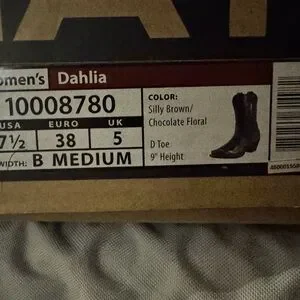 omen's Dahlia
10008780
COLOR:
Silly Brown/
Chocolate Floral
USA EURO UK
7½ 38 5
D Toe
9" Height
WIDTH: B MEDIUM